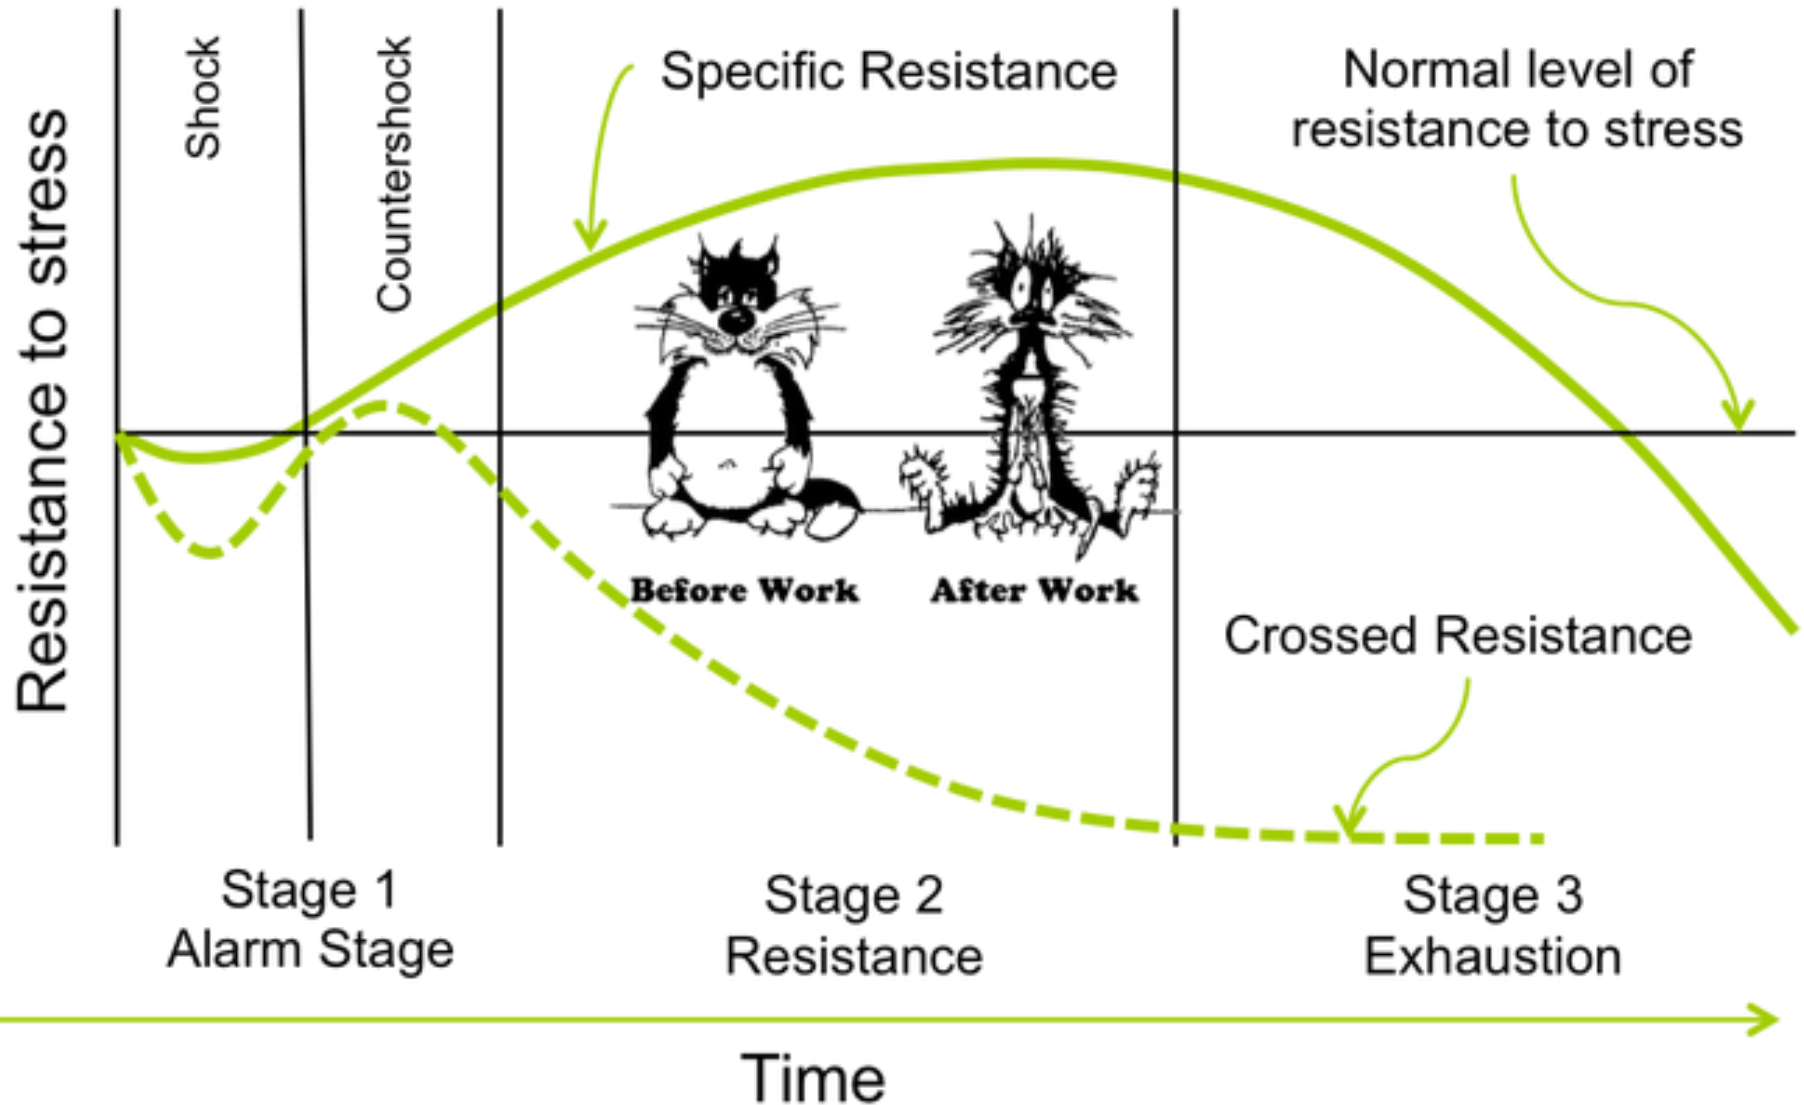 Resistance to stress
Shock
Countershock
Specific Resistance
Normal level of
resistance to stress
Before Work
After Work
Crossed Resistance
Stage 1
Alarm Stage
Stage 2
Resistance
Stage 3
Exhaustion
Time